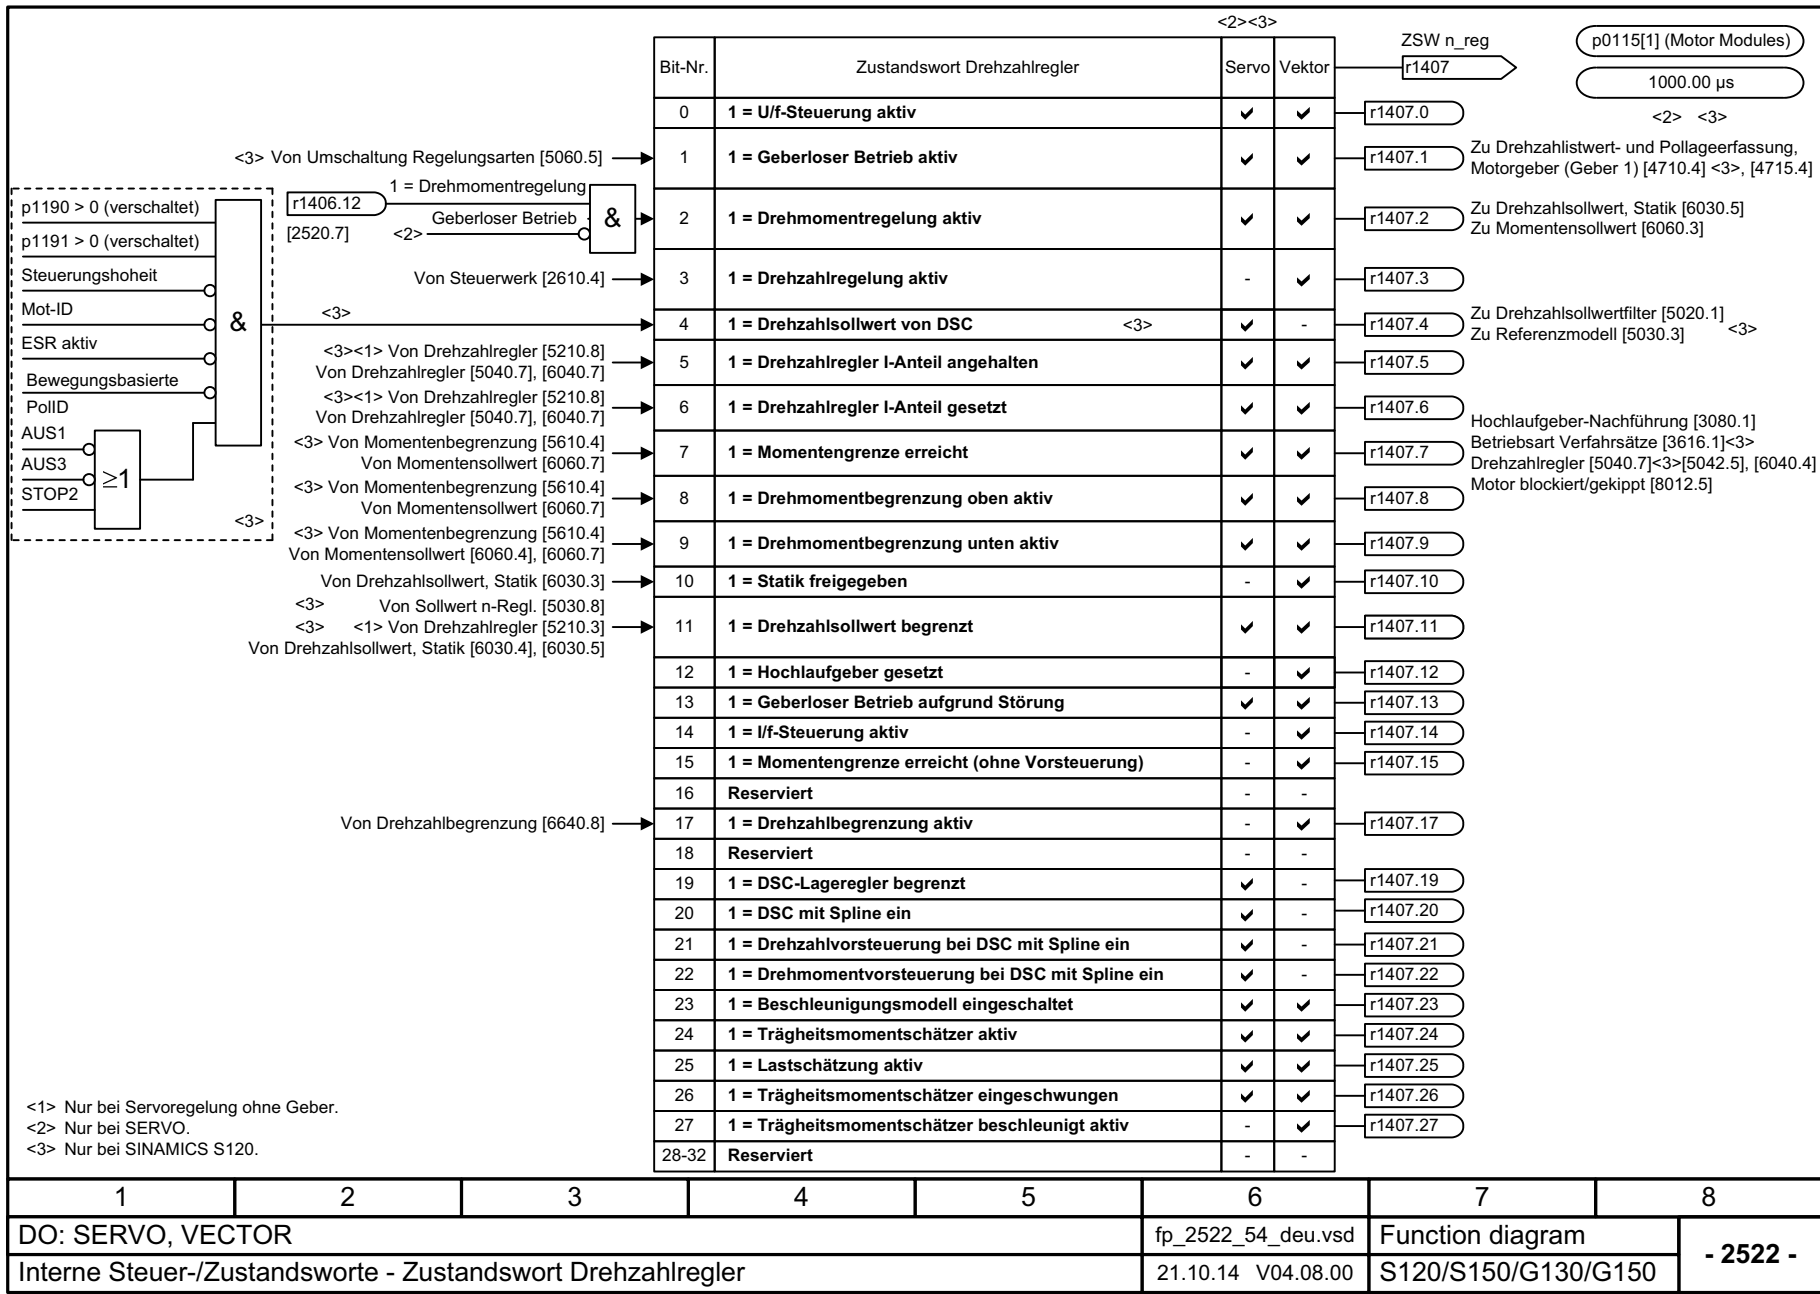 <2><3>
ZSW n_reg
r1407
p0115[1] (Motor Modules)
1000.00 µs
<2> <3>
Bit-Nr. Zustandswort Drehzahlregler Servo Vektor
0 1 = U/f-Steuerung aktiv ✔ ✔ r1407.0
<3> Von Umschaltung Regelungsarten [5060.5] 1 1 = Geberloser Betrieb aktiv ✔ ✔ r1407.1
Zu Drehzahlistwert- und Pollageerfassung,
Motorgeber (Geber 1) [4710.4] <3>, [4715.4]
p1190 > 0 (verschaltet)
p1191 > 0 (verschaltet)
Steuerungshoheit
Mot-ID
ESR aktiv
Bewegungsbasierte
PolID
&
AUS1
AUS3
STOP2
≥1
<3>
1 = Drehmomentregelung
r1406.12
[2520.7]
Geberloser Betrieb
<2>
&
2 1 = Drehmomentregelung aktiv ✔ ✔ r1407.2
Zu Drehzahlsollwert, Statik [6030.5]
Zu Momentensollwert [6060.3]
Von Steuerwerk [2610.4] 3 1 = Drehzahlregelung aktiv - ✔ r1407.3
<3> 4 1 = Drehzahlsollwert von DSC <3> ✔ - r1407.4
Zu Drehzahlsollwertfilter [5020.1]
Zu Referenzmodell [5030.3] <3>
<3><1> Von Drehzahlregler [5210.8]
Von Drehzahlregler [5040.7], [6040.7]
5 1 = Drehzahlregler I-Anteil angehalten ✔ ✔ r1407.5
<3><1> Von Drehzahlregler [5210.8]
Von Drehzahlregler [5040.7], [6040.7]
6 1 = Drehzahlregler I-Anteil gesetzt ✔ ✔ r1407.6
<3> Von Momentenbegrenzung [5610.4]
Von Momentensollwert [6060.7]
7 1 = Momentengrenze erreicht ✔ ✔ r1407.7
Hochlaufgeber-Nachführung [3080.1]
Betriebsart Verfahrsätze [3616.1]<3>
Drehzahlregler [5040.7]<3>[5042.5], [6040.4]
Motor blockiert/gekippt [8012.5]
<3> Von Momentenbegrenzung [5610.4]
Von Momentensollwert [6060.7]
8 1 = Drehmomentbegrenzung oben aktiv ✔ ✔ r1407.8
<3> Von Momentenbegrenzung [5610.4]
Von Momentensollwert [6060.4], [6060.7]
9 1 = Drehmomentbegrenzung unten aktiv ✔ ✔ r1407.9
Von Drehzahlsollwert, Statik [6030.3] 10 1 = Statik freigegeben - ✔ r1407.10
<3> Von Sollwert n-Regl. [5030.8]
<3> <1> Von Drehzahlregler [5210.3]
Von Drehzahlsollwert, Statik [6030.4], [6030.5]
11 1 = Drehzahlsollwert begrenzt ✔ ✔ r1407.11
12 1 = Hochlaufgeber gesetzt - ✔ r1407.12
13 1 = Geberloser Betrieb aufgrund Störung ✔ ✔ r1407.13
14 1 = I/f-Steuerung aktiv - ✔ r1407.14
15 1 = Momentengrenze erreicht (ohne Vorsteuerung) - ✔ r1407.15
16 Reserviert - -
Von Drehzahlbegrenzung [6640.8] 17 1 = Drehzahlbegrenzung aktiv - ✔ r1407.17
18 Reserviert - -
19 1 = DSC-Lageregler begrenzt ✔ - r1407.19
20 1 = DSC mit Spline ein ✔ - r1407.20
21 1 = Drehzahlvorsteuerung bei DSC mit Spline ein ✔ - r1407.21
22 1 = Drehmomentvorsteuerung bei DSC mit Spline ein ✔ - r1407.22
23 1 = Beschleunigungsmodell eingeschaltet ✔ ✔ r1407.23
24 1 = Trägheitsmomentschätzer aktiv ✔ ✔ r1407.24
25 1 = Lastschätzung aktiv ✔ ✔ r1407.25
26 1 = Trägheitsmomentschätzer eingeschwungen ✔ ✔ r1407.26
27 1 = Trägheitsmomentschätzer beschleunigt aktiv - ✔ r1407.27
28-32 Reserviert - -
<1> Nur bei Servoregelung ohne Geber.
<2> Nur bei SERVO.
<3> Nur bei SINAMICS S120.
1 2 3 4 5 6 7 8
DO: SERVO, VECTOR fp_2522_54_deu.vsd Function diagram
- 2522 -
Interne Steuer-/Zustandsworte - Zustandswort Drehzahlregler 21.10.14 V04.08.00 S120/S150/G130/G150